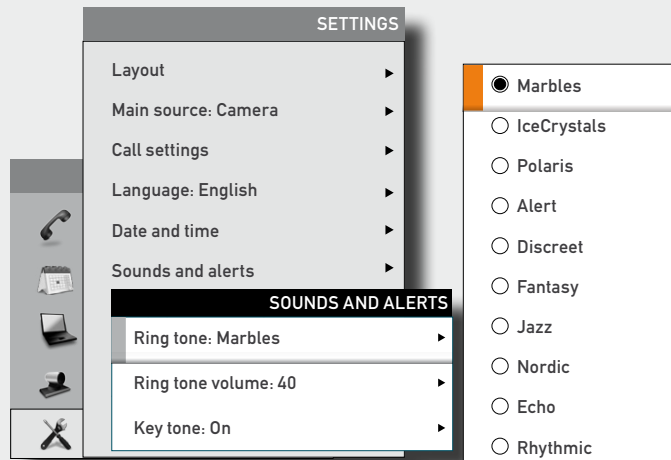 SETTINGS
Layout
Main source: Camera
Call settings
Language: English
Date and time
Sounds and alerts
SOUNDS AND ALERTS
Ring tone: Marbles
Ring tone volume: 40
Key tone: On
Marbles
IceCrystals
Polaris
Alert
Discreet
Fantasy
Jazz
Nordic
Echo
Rhythmic